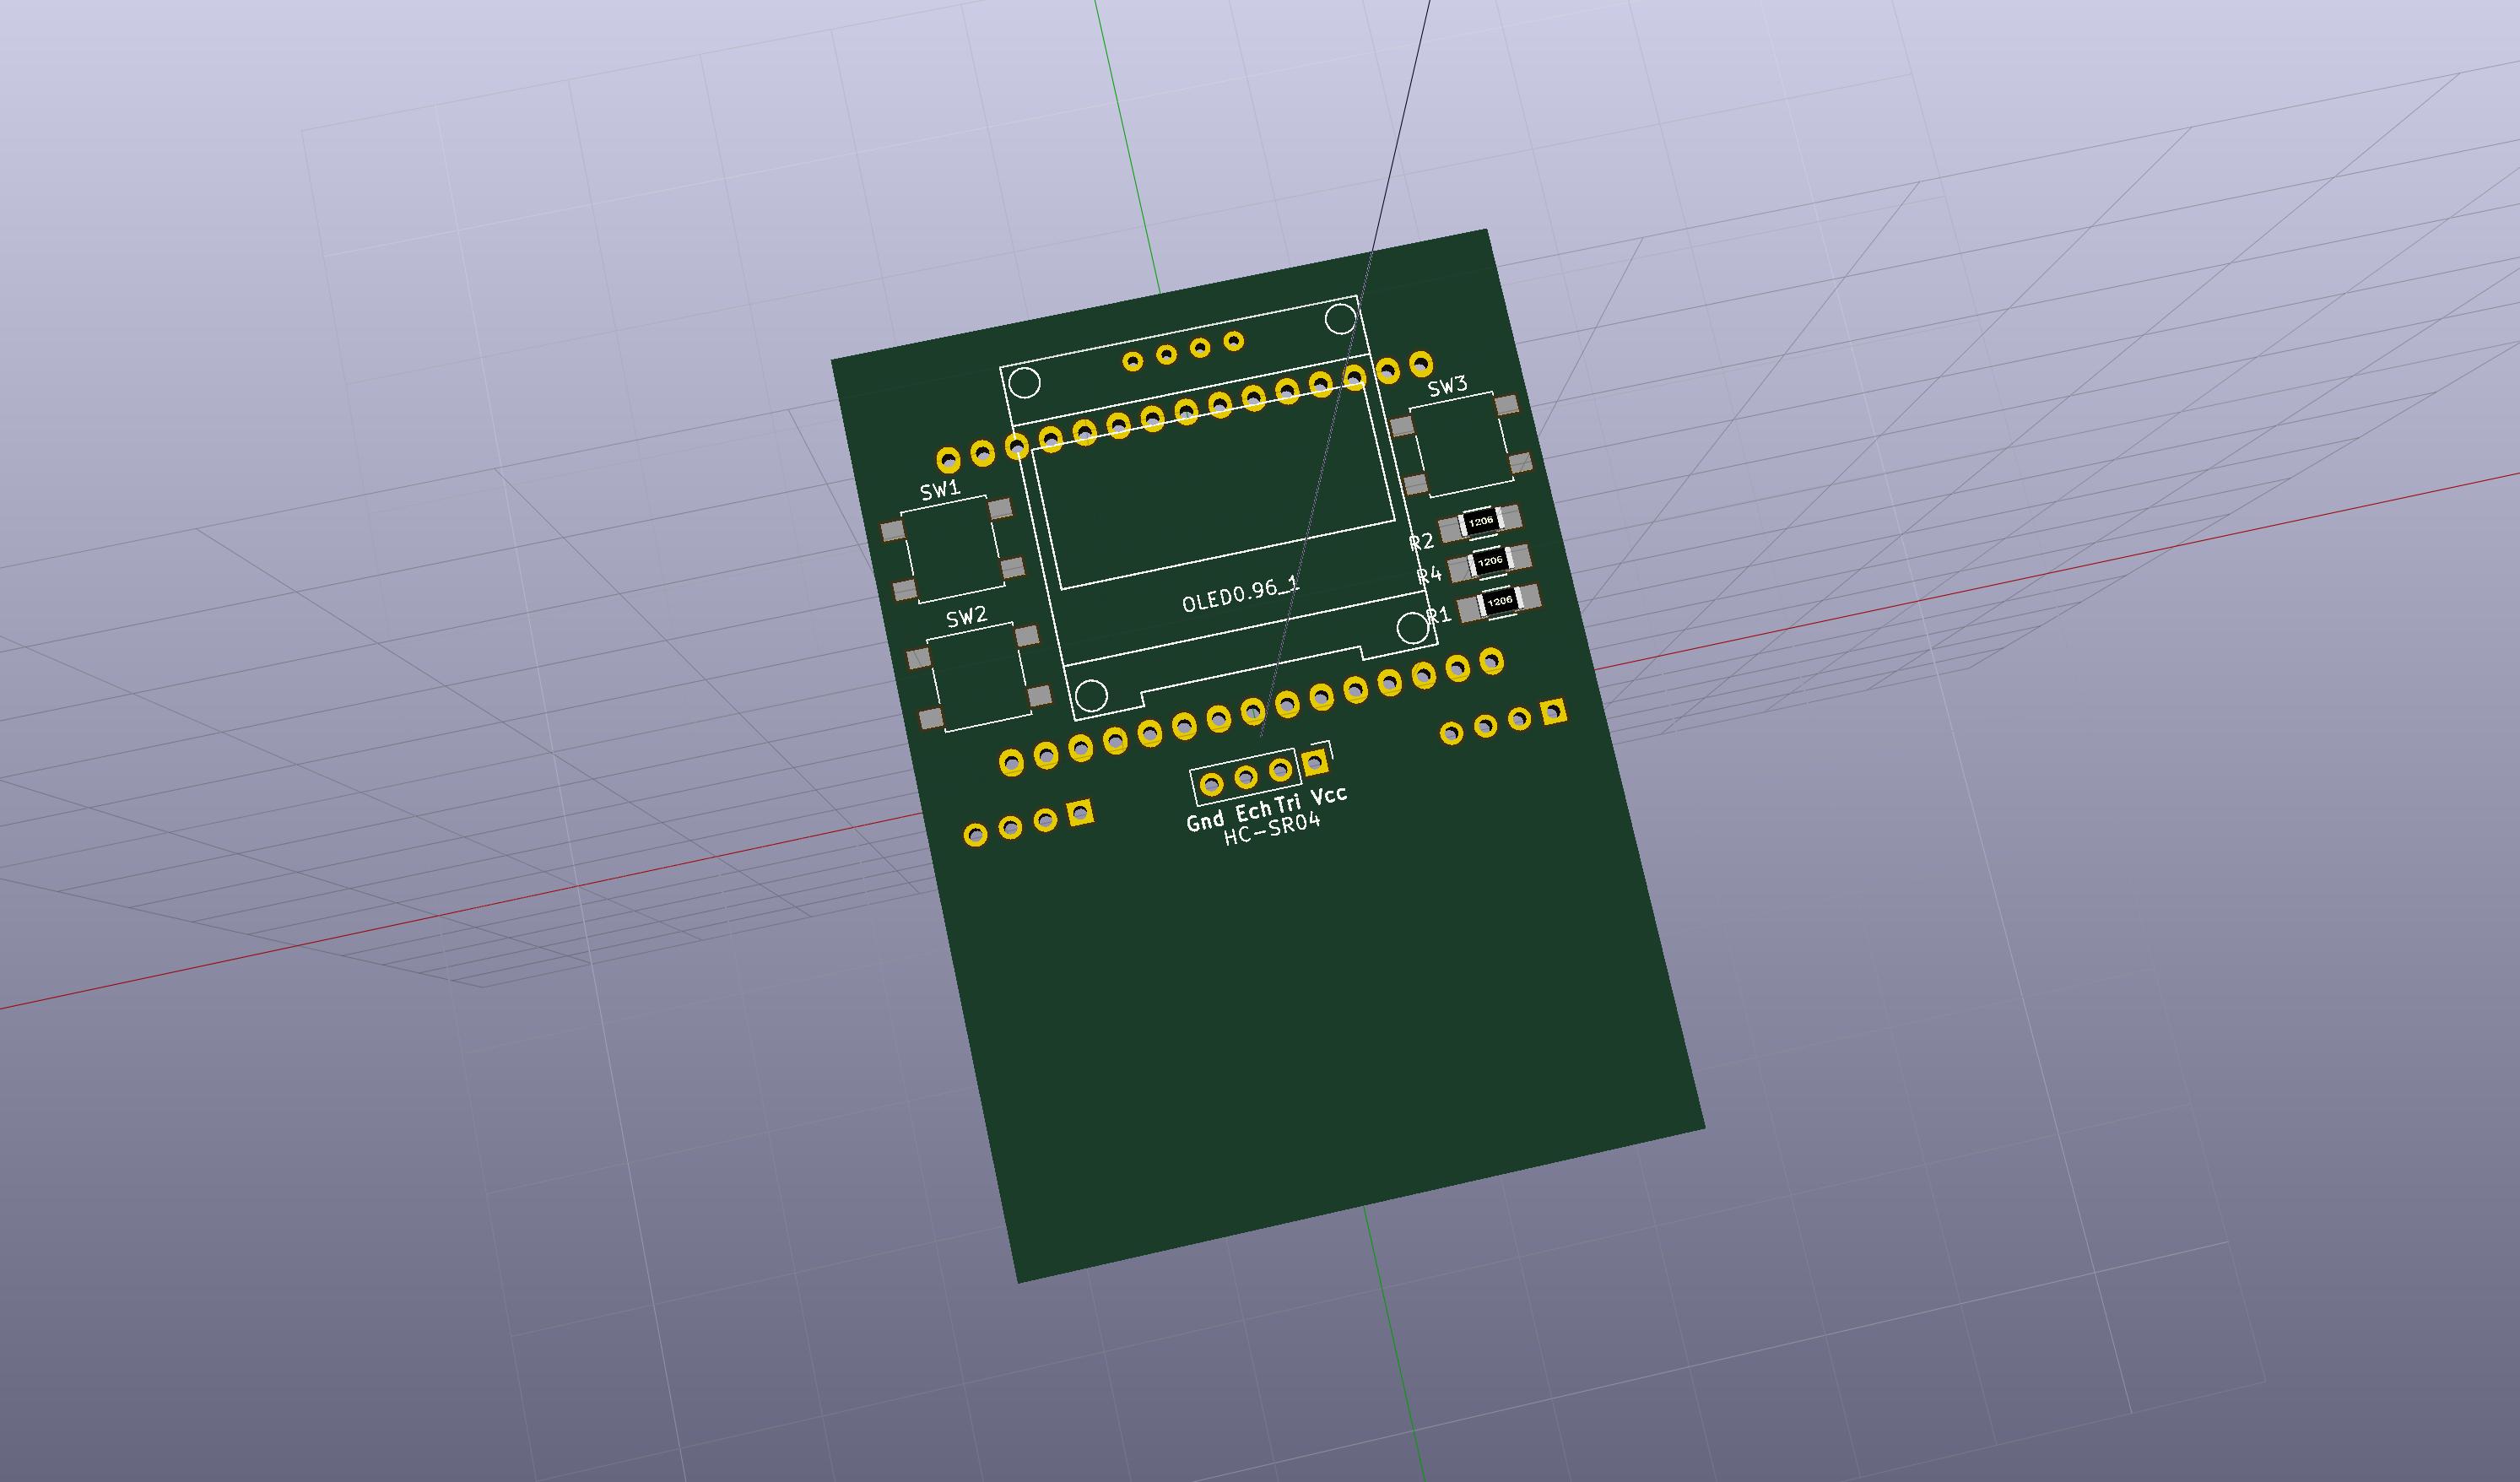 SW3
SW1
1206
R2
1206
R4
OLED0.96_1
1206
R1
SW2
Gnd Ech Tri Vcc
HC-SR04